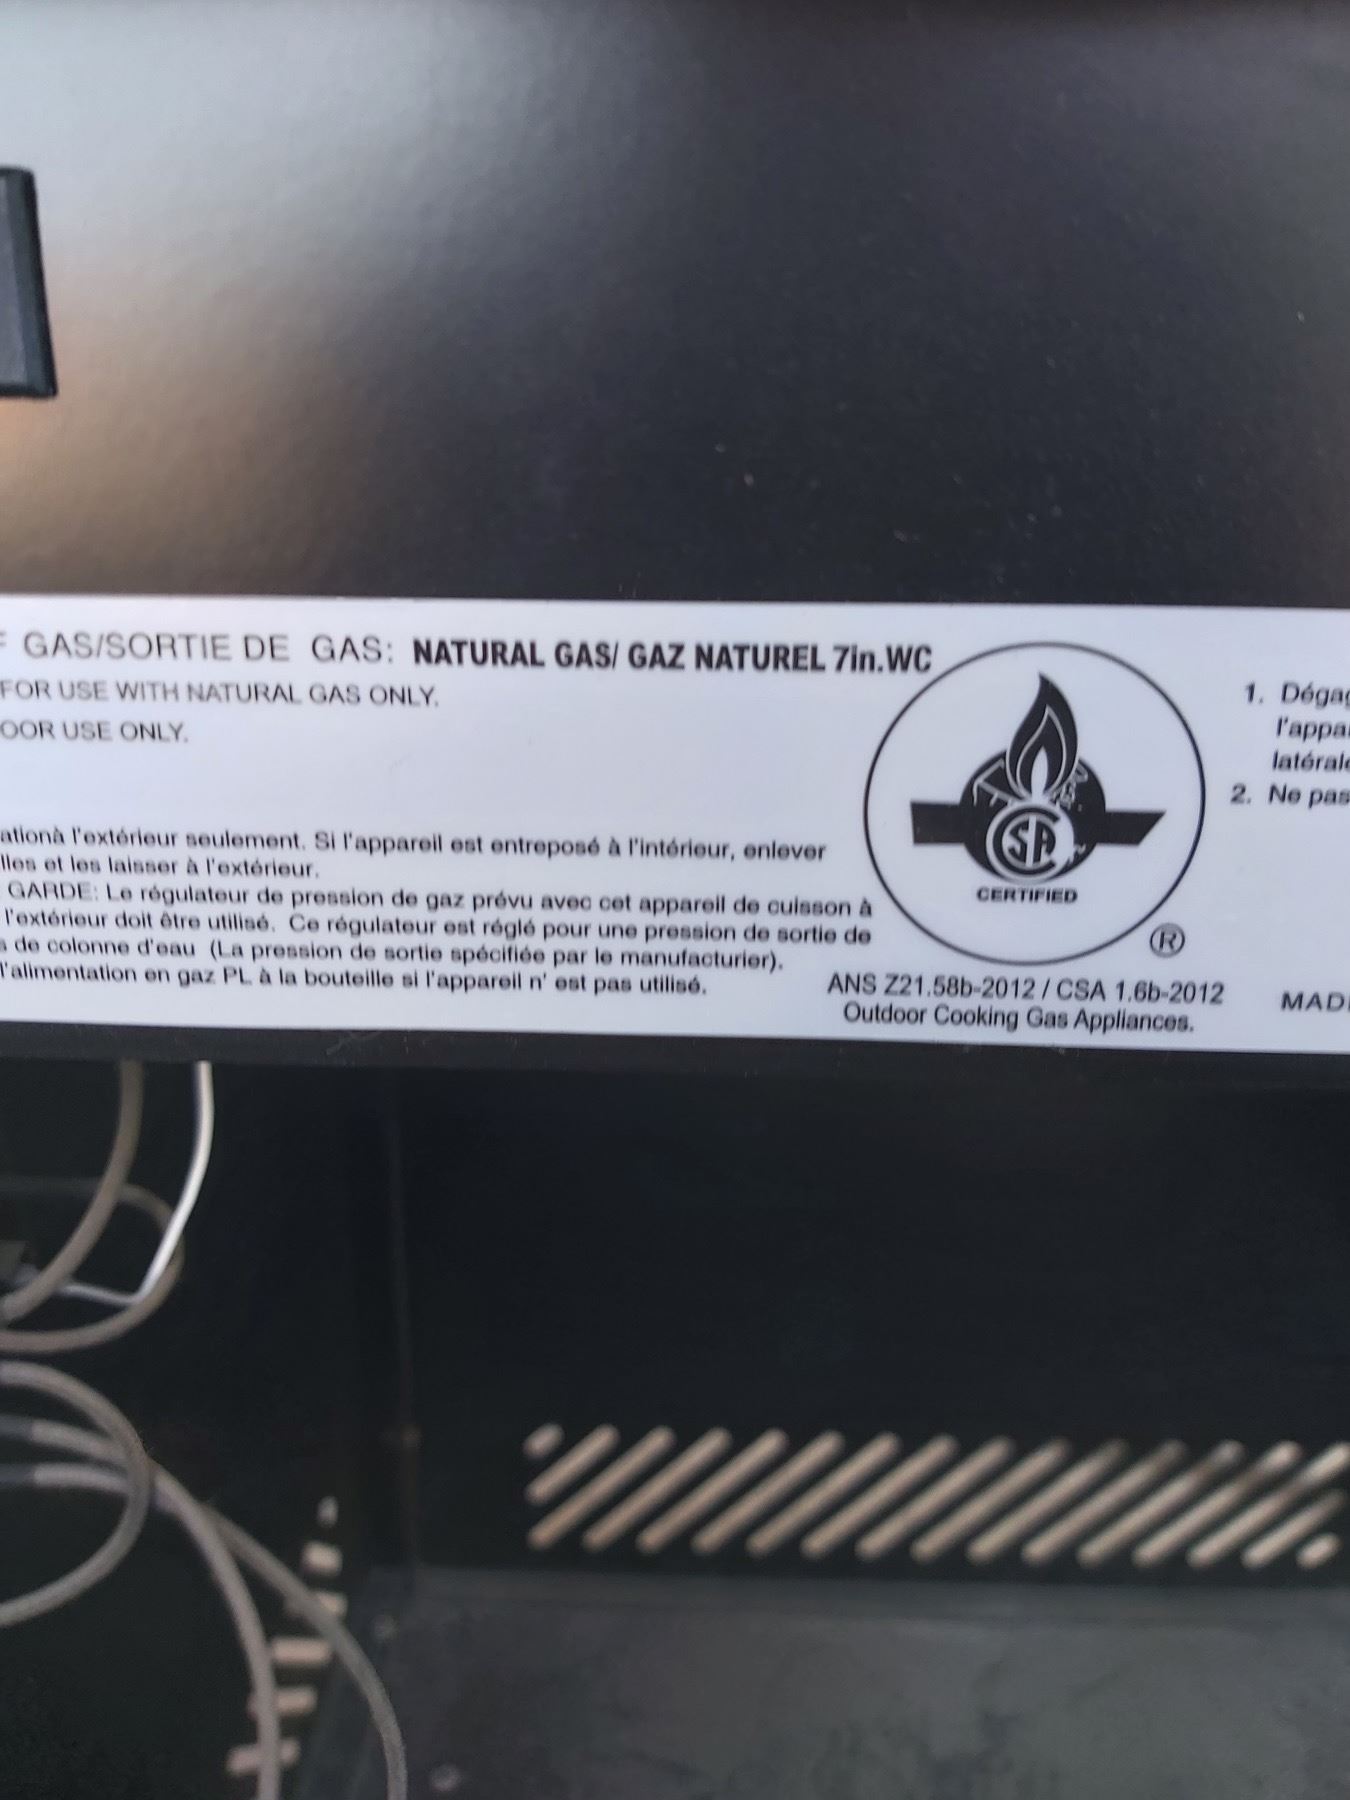 GAS/SORTIE DE GAS: NATURAL GAS/ GAZ NATUREL 7in.WC
FOR USE WITH NATURAL GAS ONLY.
OOR USE ONLY.
ationà l'extérieur seulement. Si l'appareil est entreposé à l'intérieur, enlever
lles et les laisser à l'extérieur.
GARDE: Le régulateur de pression de gaz prévu avec cet appareil de cuisson à
l'extérieur doit être utilisé. Ce régulateur est réglé pour une pression de sortie de
s de colonne d'eau (La pression de sortie spécifiée par le manufacturier).
l'alimentation en gaz PL à la bouteille si l'appareil n' est pas utilisé.
CSA
CERTIFIED
®
ANS Z21.58b-2012 / CSA 1.6b-2012
Outdoor Cooking Gas Appliances.
1. Dégag
l'appa
latérale
2. Ne pas
MAD